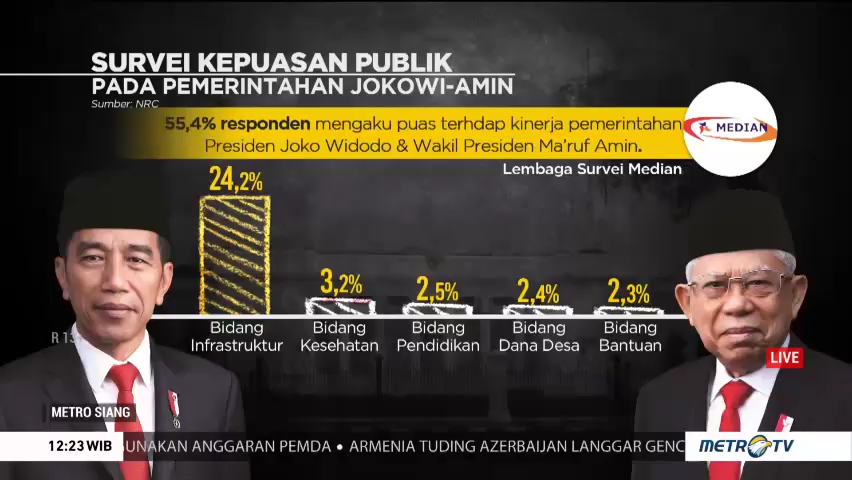 SURVEI KEPUASAN PUBLIK
PADA PEMERINTAHAN JOKOWI-AMIN
Sumber: NRC
55,4% responden mengaku puas terhdap kinerja pemerintahan
Presiden Joko Widodo & Wakil Presiden Ma'ruf Amin.
MEDIAN
Lembaga Survei Median
24,2%
3,2%
2,5%
2,4%
2,3%
Bidang Infrastruktur
Bidang Kesehatan
Bidang Pendidikan
Bidang Dana Desa
Bidang Bantuan
LIVE
METRO SIANG
12:23 WIB
GUNAKAN ANGGARAN PEMDA • ARMENIA TUDING AZERBAIJAN LANGGAR GENC
METRO TV